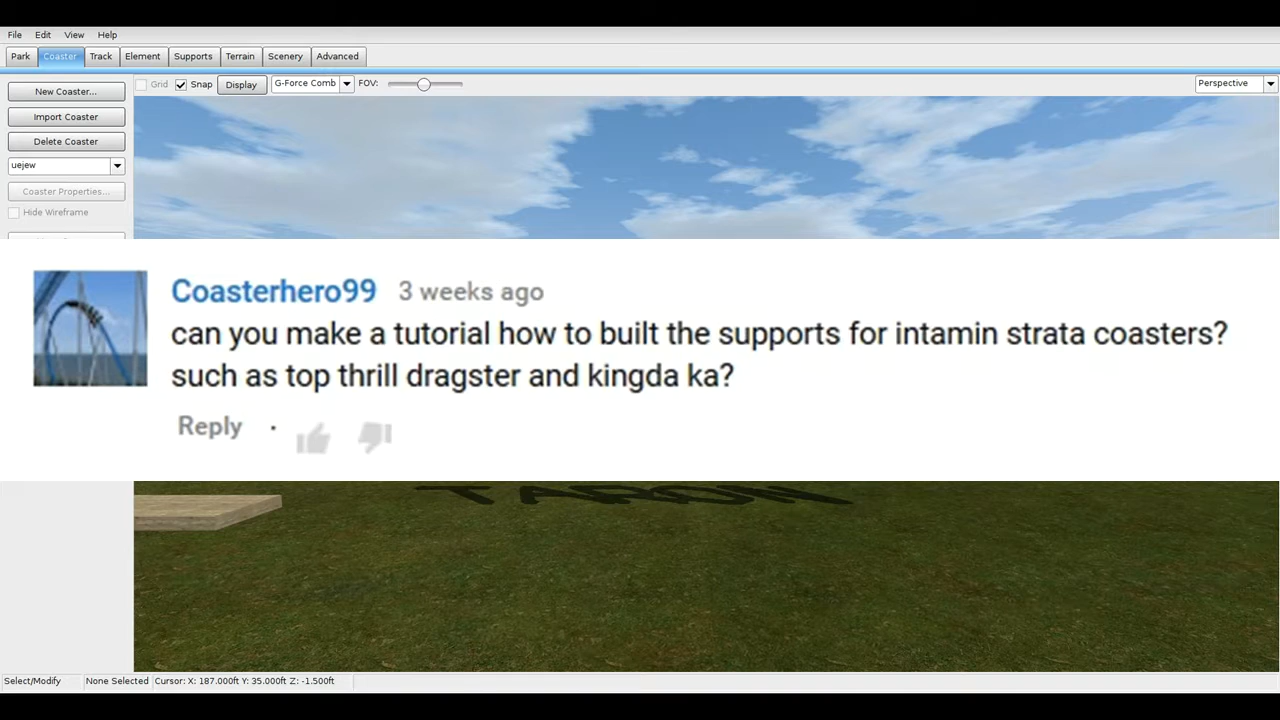 File Edit View Help
Park Coaster Track Element Supports Terrain Scenery Advanced
Grid Snap Display G-Force Comb FOV: Perspective
New Coaster...
Import Coaster
Delete Coaster
uejew
Coaster Properties...
Hide Wireframe
Coasterhero99 3 weeks ago
can you make a tutorial how to built the supports for intamin strata coasters?
such as top thrill dragster and kingda ka?
Reply
TARON
Select/Modify None Selected Cursor: X: 187.000ft Y: 35.000ft Z: -1.500ft